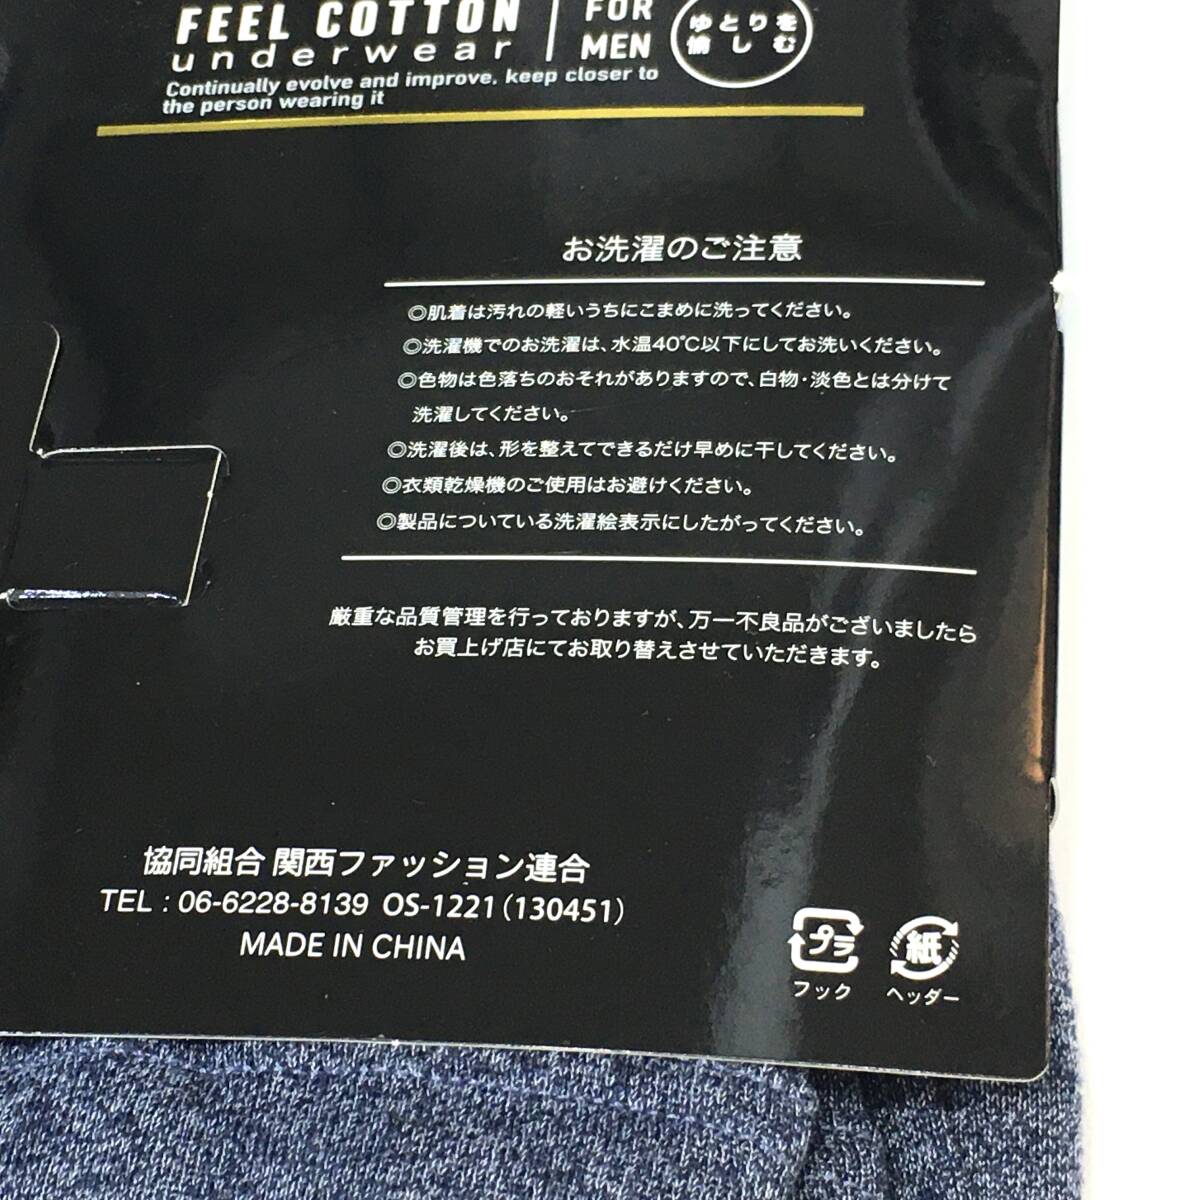 FEEL COTTON
underwear
FOR
MEN
ゆとりを
愉しむ
Continually evolve and improve. keep closer to
the person wearing it
お洗濯のご注意
◎肌着は汚れの軽いうちにこまめに洗ってください。
◎洗濯機でのお洗濯は、水温40℃以下にしてお洗いください。
◎色物は色落ちのおそれがありますので、白物・淡色とは分けて
洗濯してください。
◎洗濯後は、形を整えてできるだけ早めに干してください。
◎衣類乾燥機のご使用はお避けください。
◎製品についている洗濯絵表示にしたがってください。
厳重な品質管理を行っておりますが、万一不良品がございましたら
お買上げ店にてお取り替えさせていただきます。
協同組合 関西ファッション連合
TEL : 06-6228-8139 OS-1221 (130451)
MADE IN CHINA
プラ
フック
紙
ヘッダー